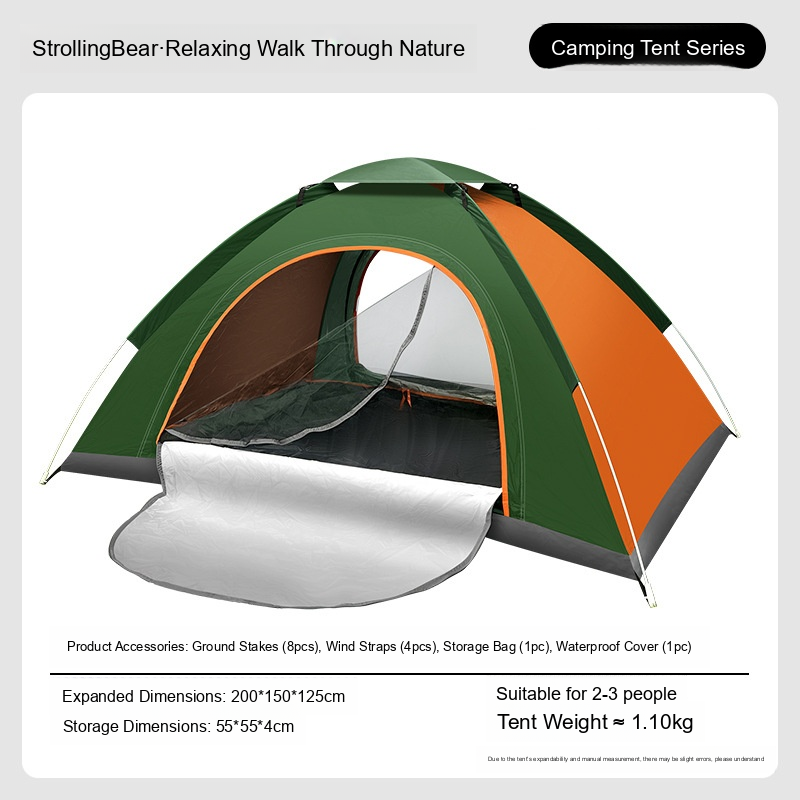 StrollingBear·Relaxing Walk Through Nature
Camping Tent Series
Product Accessories: Ground Stakes (8pcs), Wind Straps (4pcs), Storage Bag (1pc), Waterproof Cover (1pc)
Expanded Dimensions: 200*150*125cm
Suitable for 2-3 people
Storage Dimensions: 55*55*4cm
Tent Weight ≈ 1.10kg
Due to the tent's expandability and manual measurement, there may be slight errors, please understand